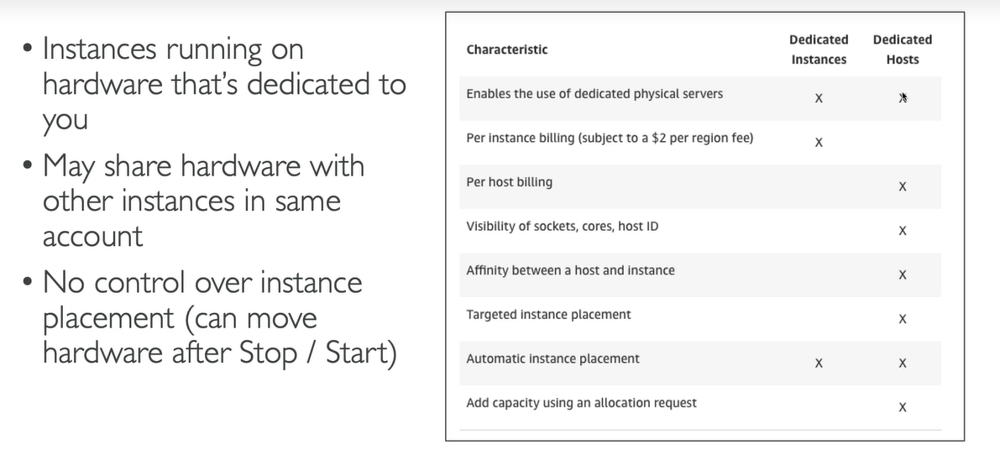 • Instances running on
hardware that's dedicated to
you
• May share hardware with
other instances in same
account
• No control over instance
placement (can move
hardware after Stop / Start)
Characteristic Dedicated Instances Dedicated Hosts
Enables the use of dedicated physical servers X X
Per instance billing (subject to a $2 per region fee) X
Per host billing X
Visibility of sockets, cores, host ID X
Affinity between a host and instance X
Targeted instance placement X
Automatic instance placement X X
Add capacity using an allocation request X